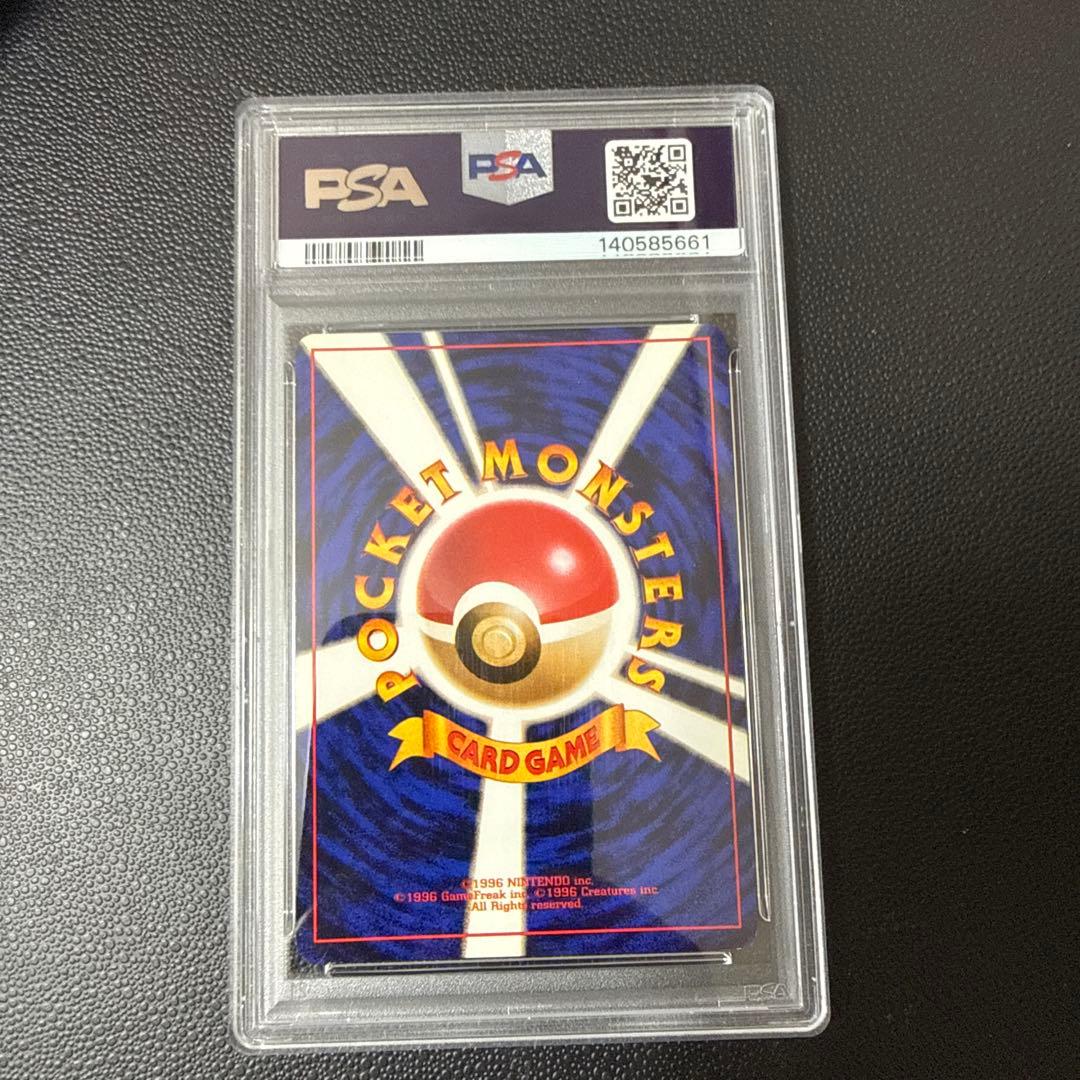 PSA
PSA
140585661
POCKET MONSTERS
CARD GAME
©1996 NINTENDO inc.
©1996 GameFreak inc. ©1996 Creatures inc.
All Rights reserved.
PSA